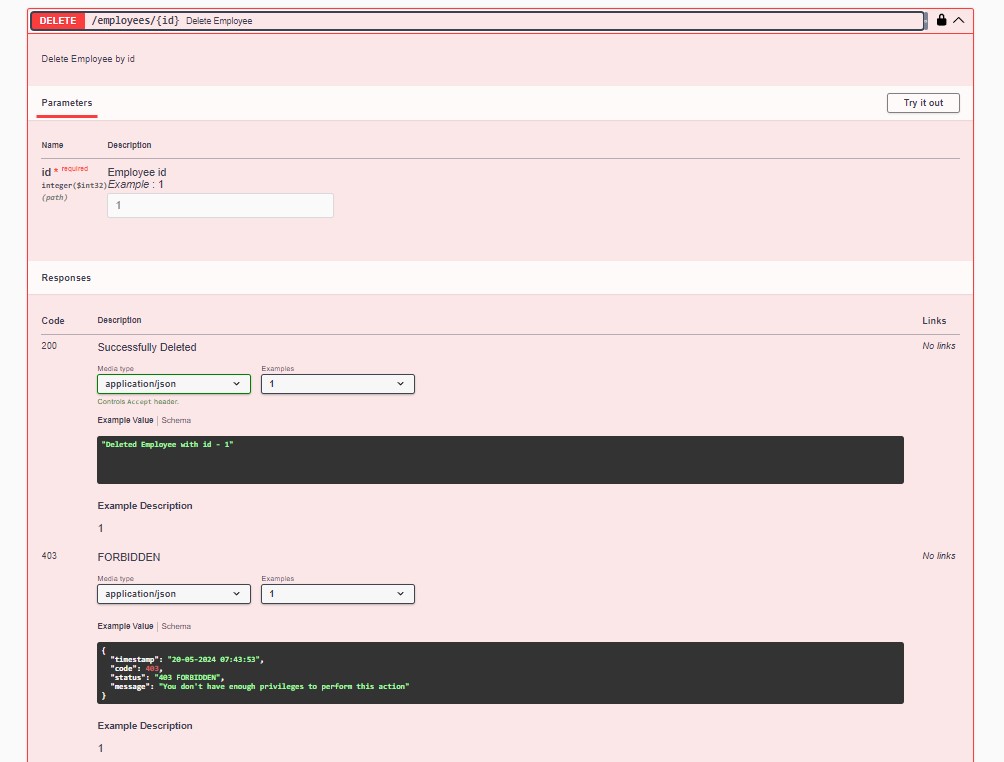 DELETE /employees/{id} Delete Employee
Delete Employee by id
Parameters Try it out
Name Description
id * required Employee id
integer($int32) Example : 1
(path)
1
Responses
Code Description Links
200 Successfully Deleted No links
Media type Examples
application/json 1
Controls Accept header.
Example Value | Schema
"Deleted Employee with id - 1"
Example Description
1
403 FORBIDDEN No links
Media type Examples
application/json 1
Example Value | Schema
{
"timestamp": "20-05-2024 07:43:53",
"code": 403,
"status": "403 FORBIDDEN",
"message": "You don't have enough privileges to perform this action"
}
Example Description
1